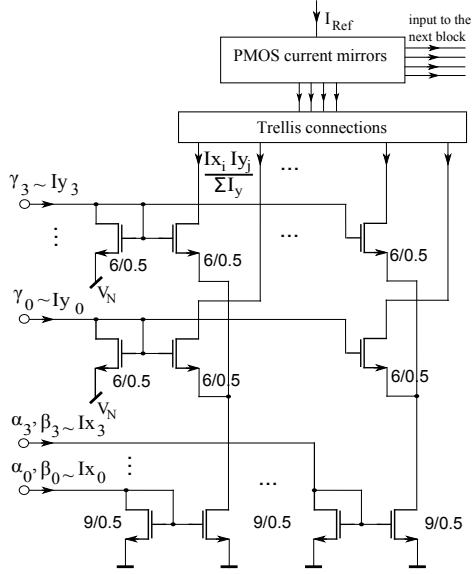 I_Ref
input to the
next block
PMOS current mirrors
Trellis connections
Ix_i Iy_j
ΣI_y
...
γ_3 ~ Iy_3
...
...
6/0.5
6/0.5
6/0.5
V_N
γ_0 ~ Iy_0
6/0.5
6/0.5
6/0.5
V_N
α_3, β_3 ~ Ix_3
...
α_0, β_0 ~ Ix_0
...
9/0.5
9/0.5
9/0.5
9/0.5